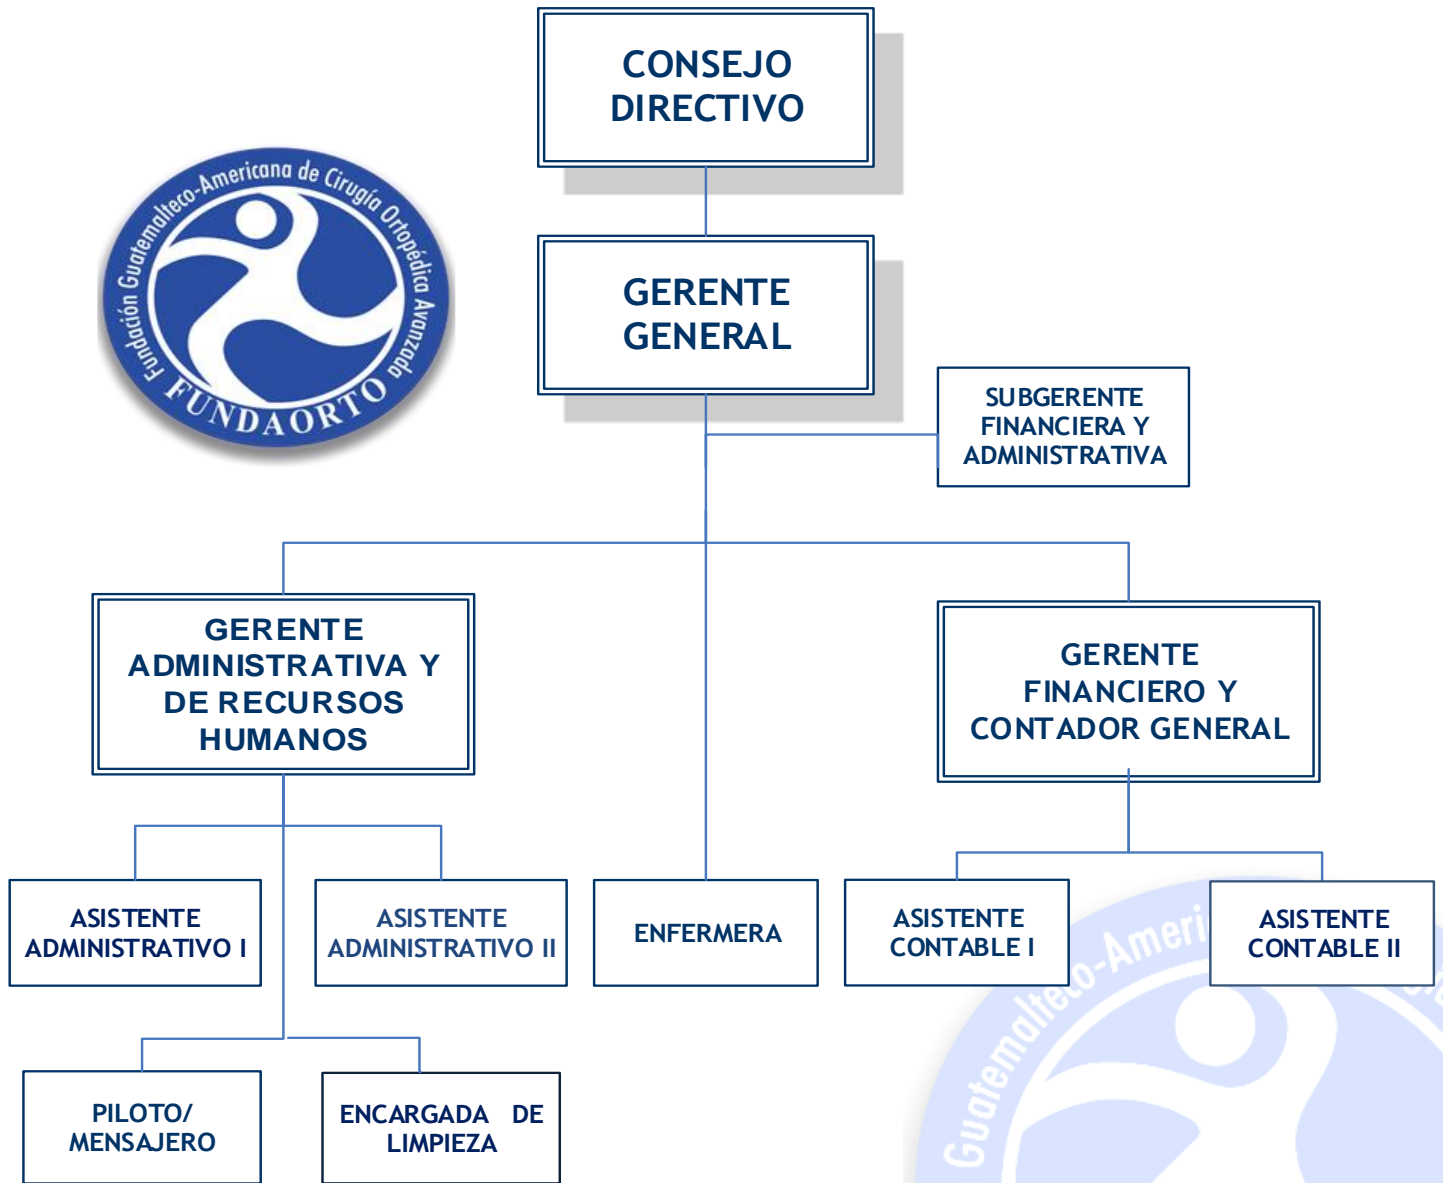 CONSEJO
DIRECTIVO
Fundación Guatemalteco-Americana de Cirugía Ortopédica Avanzada
FUNDAORTO
GERENTE
GENERAL
SUBGERENTE
FINANCIERA Y
ADMINISTRATIVA
GERENTE
ADMINISTRATIVA Y
DE RECURSOS
HUMANOS
GERENTE
FINANCIERO Y
CONTADOR GENERAL
ASISTENTE
ADMINISTRATIVO I
ASISTENTE
ADMINISTRATIVO II
ENFERMERA
ASISTENTE
CONTABLE I
ASISTENTE
CONTABLE II
PILOTO/
MENSAJERO
ENCARGADA DE
LIMPIEZA
Guatemalteco-Ameri